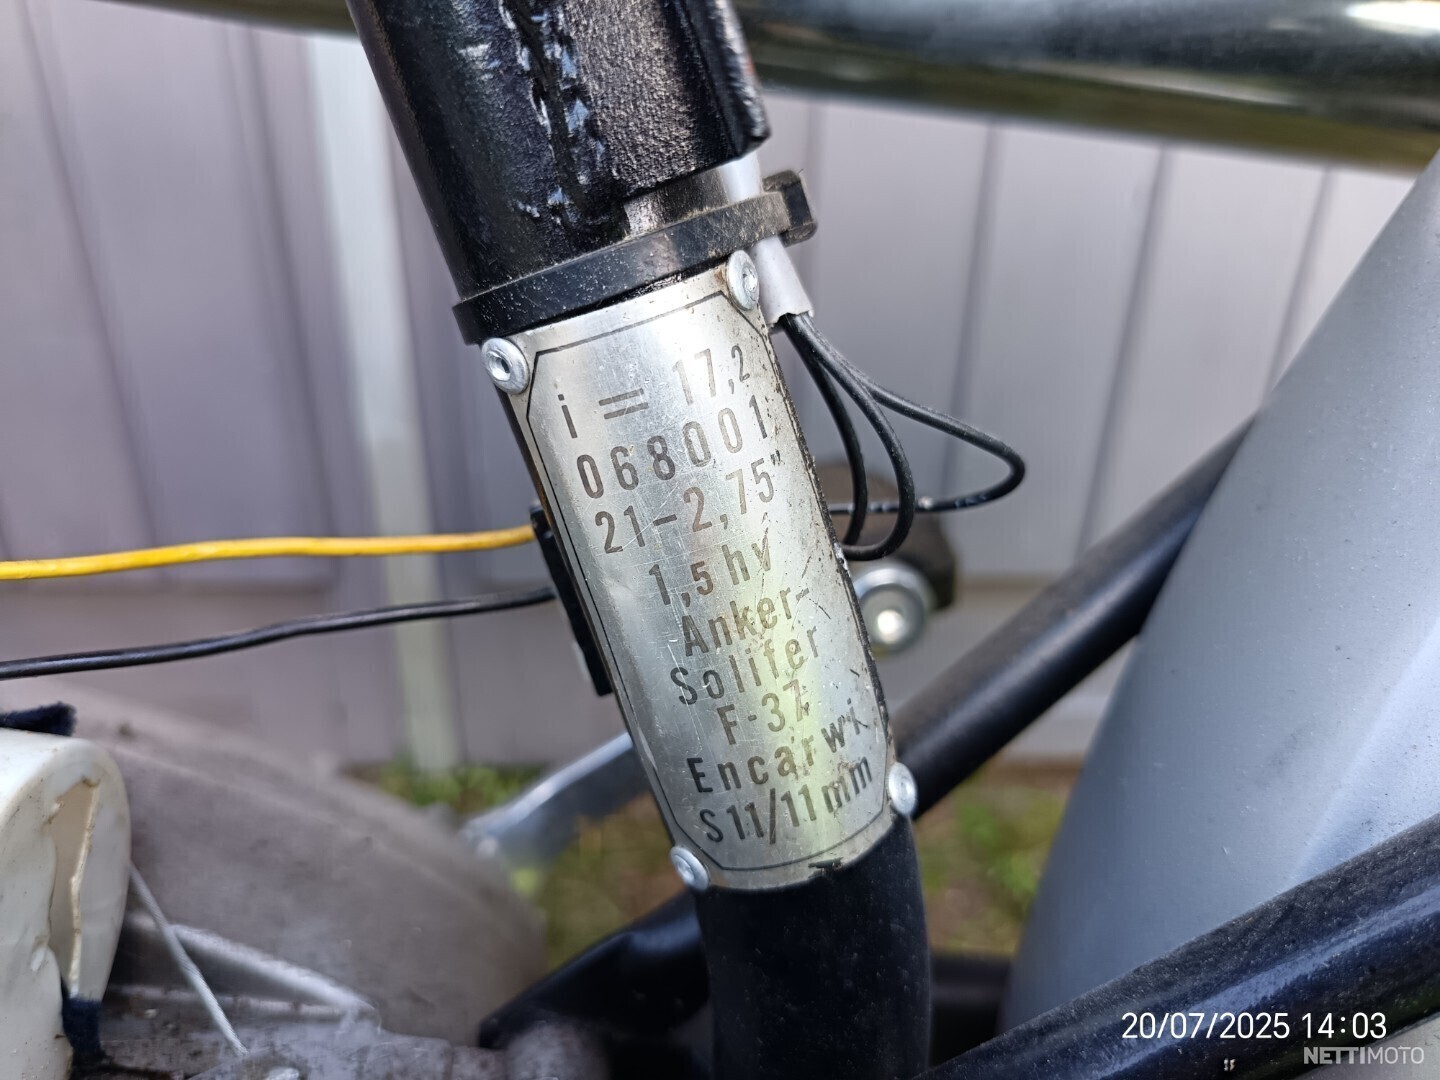 i = 17,2
068001
21-2,75"
1,5 hv
Anker-
Solifer
F-37
Encarwi
S11/11mm
20/07/2025 14:03
NETTIMOTO